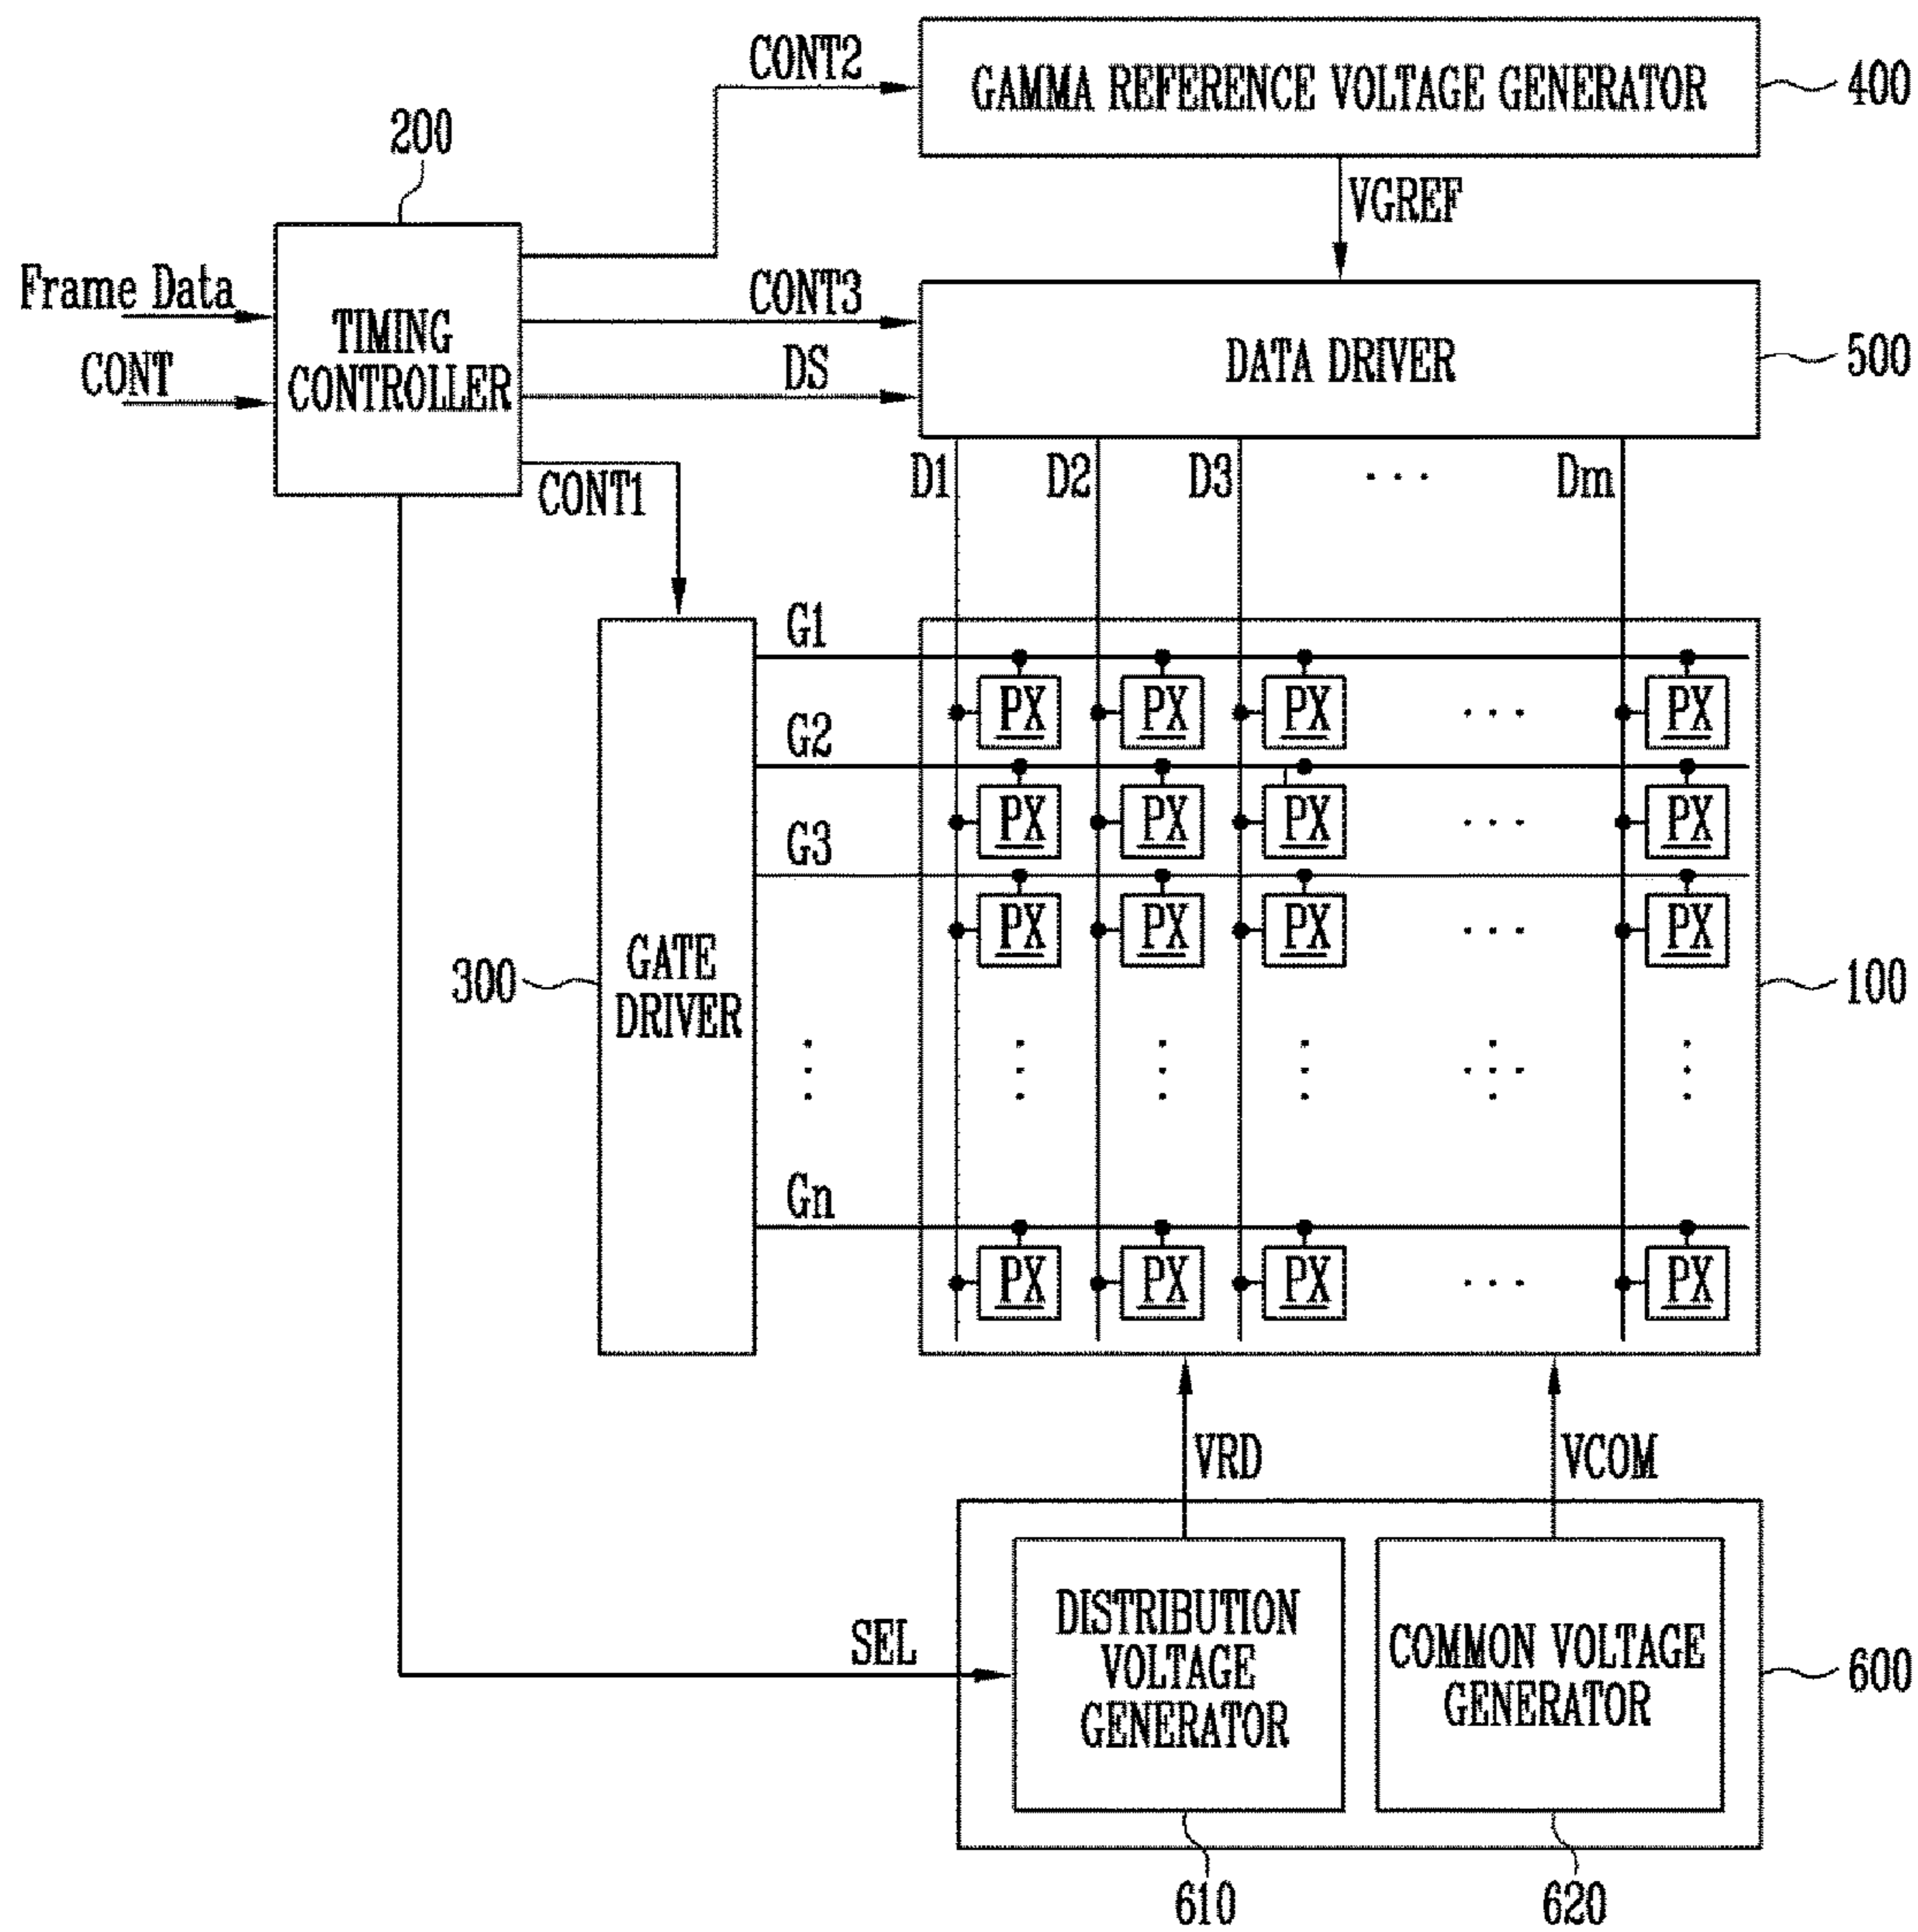 CONT2
GAMMA REFERENCE VOLTAGE GENERATOR
400
200
VGREF
Frame Data
CONT
TIMING
CONTROLLER
CONT3
DS
DATA DRIVER
500
CONT1
D1
D2
D3
...
Dm
G1
PX PX PX ... PX
G2
PX PX PX ... PX
G3
PX PX PX ... PX
300
GATE
DRIVER
100
Gn
PX PX PX ... PX
VRD
VCOM
SEL
DISTRIBUTION
VOLTAGE
GENERATOR
COMMON VOLTAGE
GENERATOR
600
610
620